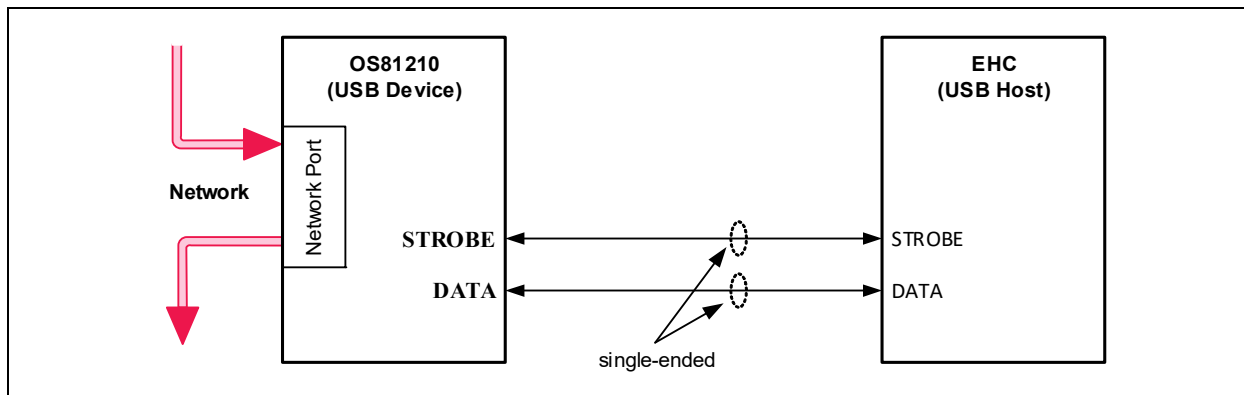 OS81210
(USB Device)
EHC
(USB Host)
Network Port
Network
STROBE
STROBE
DATA
DATA
single-ended